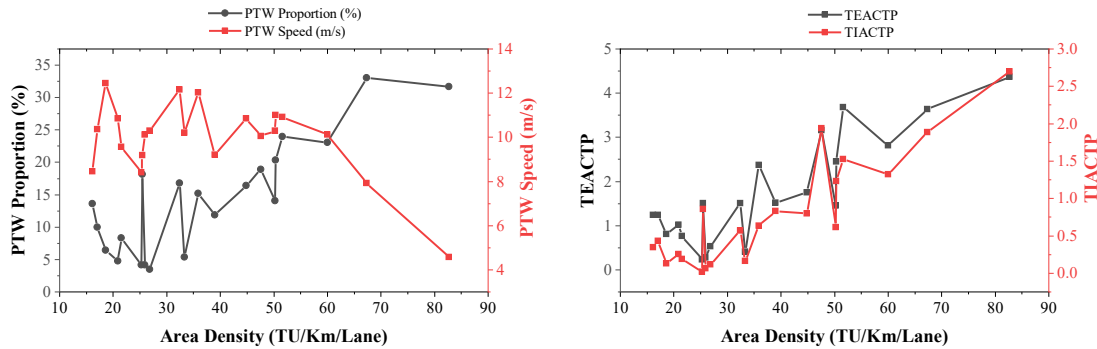 PTW Proportion (%)
PTW Speed (m/s)
PTW Proportion (%)
35
30
25
20
15
10
5
0
14
12
10
8
6
4
PTW Speed (m/s)
10 20 30 40 50 60 70 80 90
Area Density (TU/Km/Lane)
TEACTP
TIACTP
TEACTP
5
4
3
2
1
0
3.0
2.5
2.0
1.5
1.0
0.5
0.0
TIACTP
10 20 30 40 50 60 70 80 90
Area Density (TU/Km/Lane)